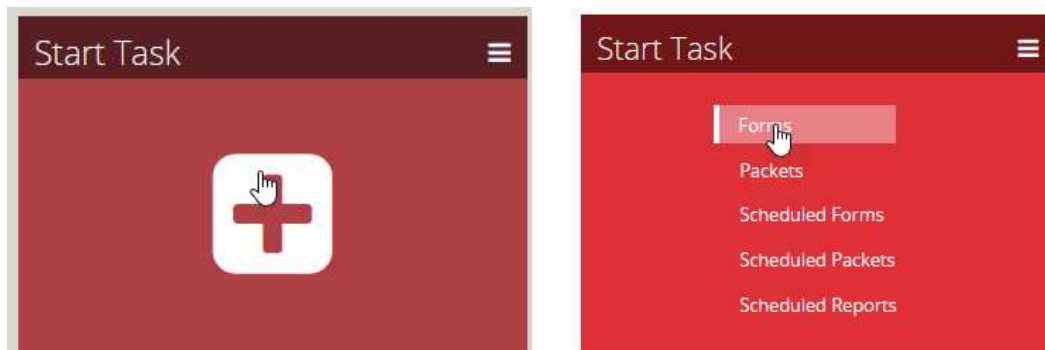 Start Task
Start Task
Forms
Packets
Scheduled Forms
Scheduled Packets
Scheduled Reports